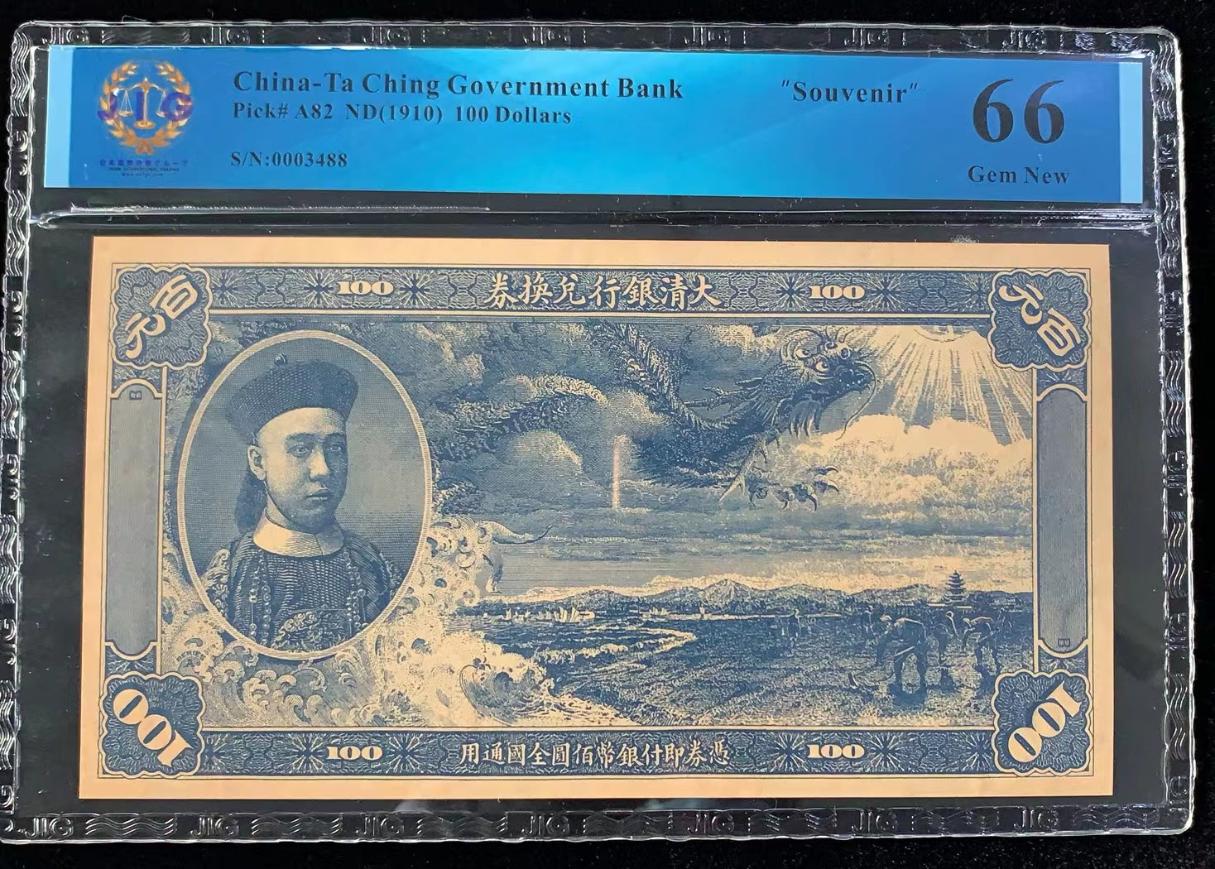 JIG
China-Ta Ching Government Bank
"Souvenir"
66
Pick# A82 ND(1910) 100 Dollars
S/N:0003488
Gem New
百元
100
大清銀行兌換券
100
百元
100
100
憑券即付銀幣佰圓全國通用
100
100